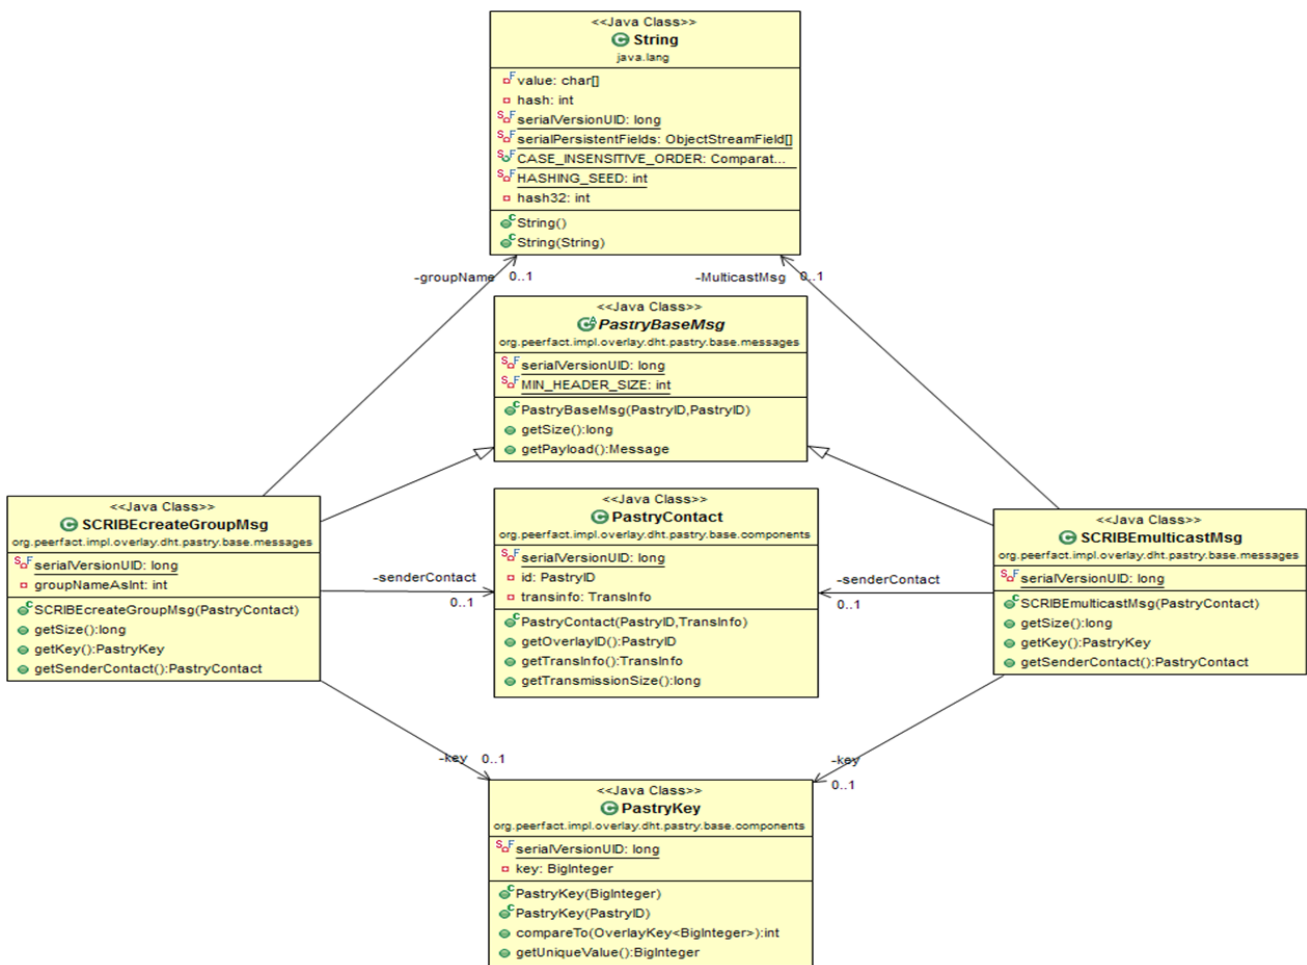 <<Java Class>>
String
java.lang
value: char[]
hash: int
serialVersionUID: long
serialPersistentFields: ObjectStreamField[]
CASE_INSENSITIVE_ORDER: Comparat...
HASHING_SEED: int
hash32: int
String()
String(String)
-groupName 0..1
-MulticastMsg 0..1
<<Java Class>>
PastryBaseMsg
org.peerfact.impl.overlay.dht.pastry.base.messages
serialVersionUID: long
MIN_HEADER_SIZE: int
PastryBaseMsg(PastryID,PastryID)
getSize():long
getPayload():Message
<<Java Class>>
SCRIBEcreateGroupMsg
org.peerfact.impl.overlay.dht.pastry.base.messages
serialVersionUID: long
groupNameAsInt: int
SCRIBEcreateGroupMsg(PastryContact)
getSize():long
getKey():PastryKey
getSenderContact():PastryContact
-senderContact
0..1
<<Java Class>>
PastryContact
org.peerfact.impl.overlay.dht.pastry.base.components
serialVersionUID: long
id: PastryID
transinfo: TransInfo
PastryContact(PastryID,TransInfo)
getOverlayID():PastryID
getTransInfo():TransInfo
getTransmissionSize():long
-senderContact
0..1
<<Java Class>>
SCRIBEmulticastMsg
org.peerfact.impl.overlay.dht.pastry.base.messages
serialVersionUID: long
SCRIBEmulticastMsg(PastryContact)
getSize():long
getKey():PastryKey
getSenderContact():PastryContact
-key 0..1
-key
0..1
<<Java Class>>
PastryKey
org.peerfact.impl.overlay.dht.pastry.base.components
serialVersionUID: long
key: BigInteger
PastryKey(BigInteger)
PastryKey(PastryID)
compareTo(OverlayKey<BigInteger>):int
getUniqueValue():BigInteger